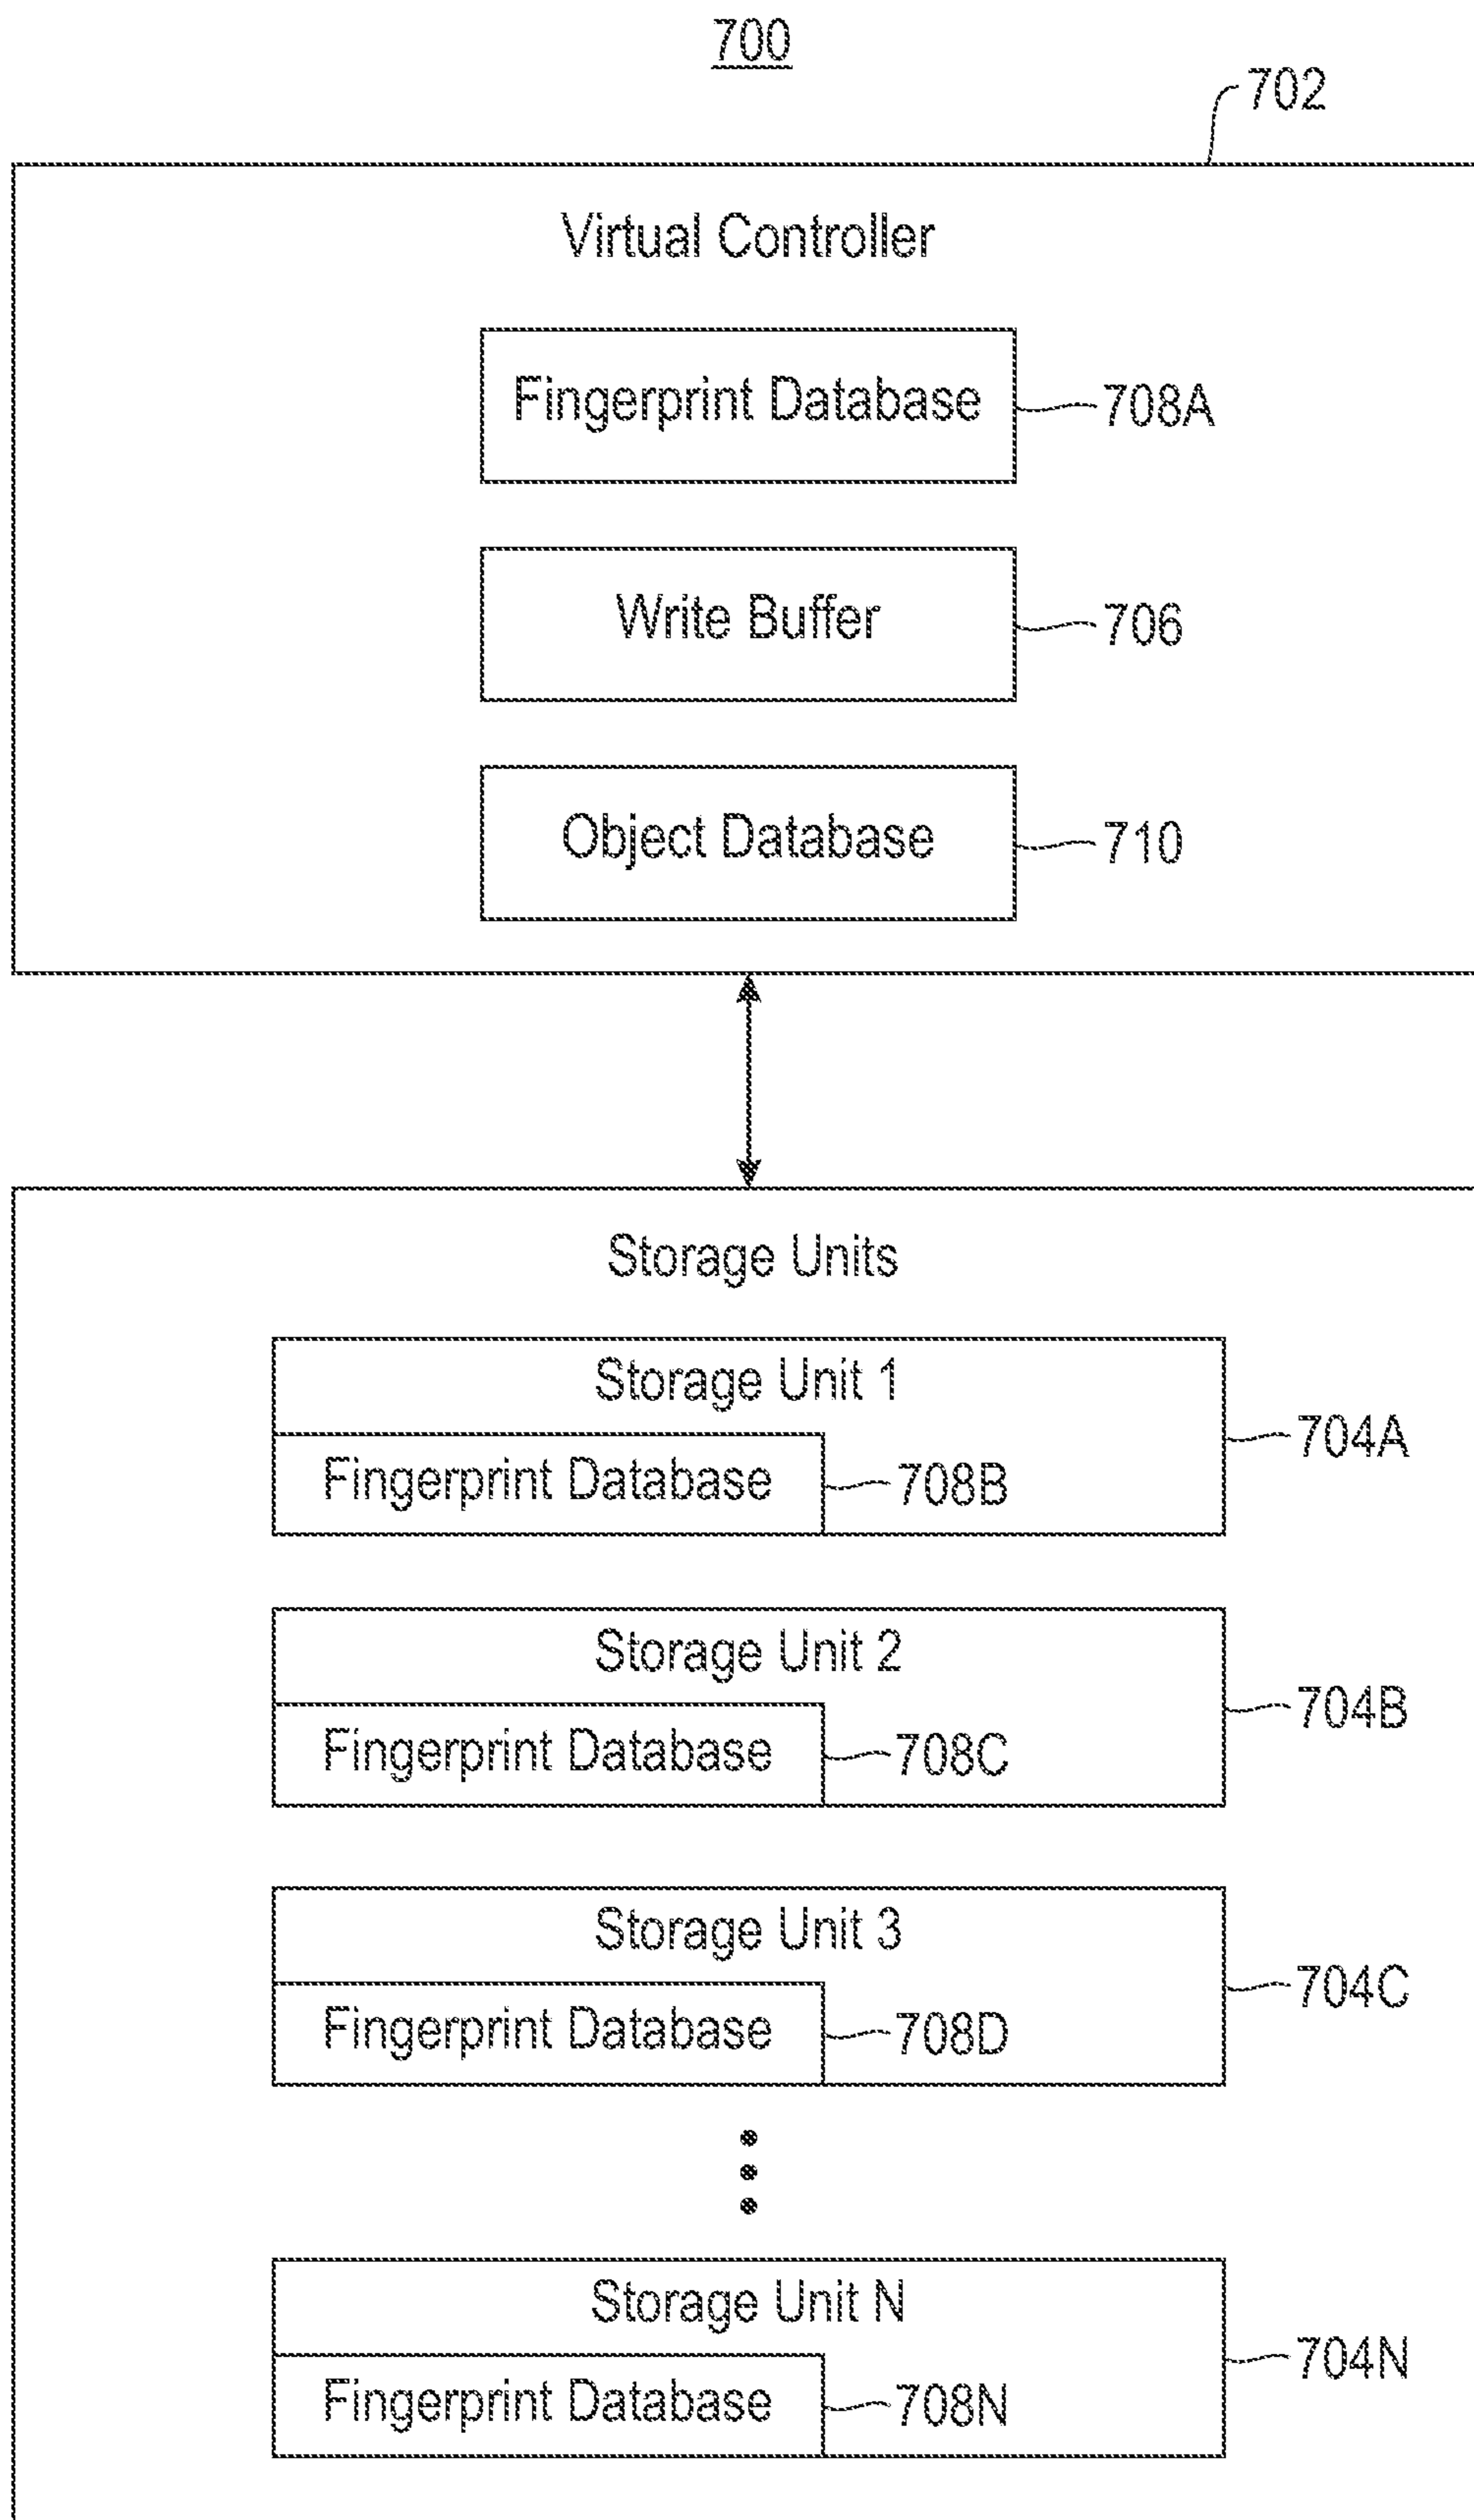 700
702
Virtual Controller
Fingerprint Database
708A
Write Buffer
706
Object Database
710
Storage Units
Storage Unit 1
704A
Fingerprint Database
708B
Storage Unit 2
704B
Fingerprint Database
708C
Storage Unit 3
704C
Fingerprint Database
708D
Storage Unit N
704N
Fingerprint Database
708N